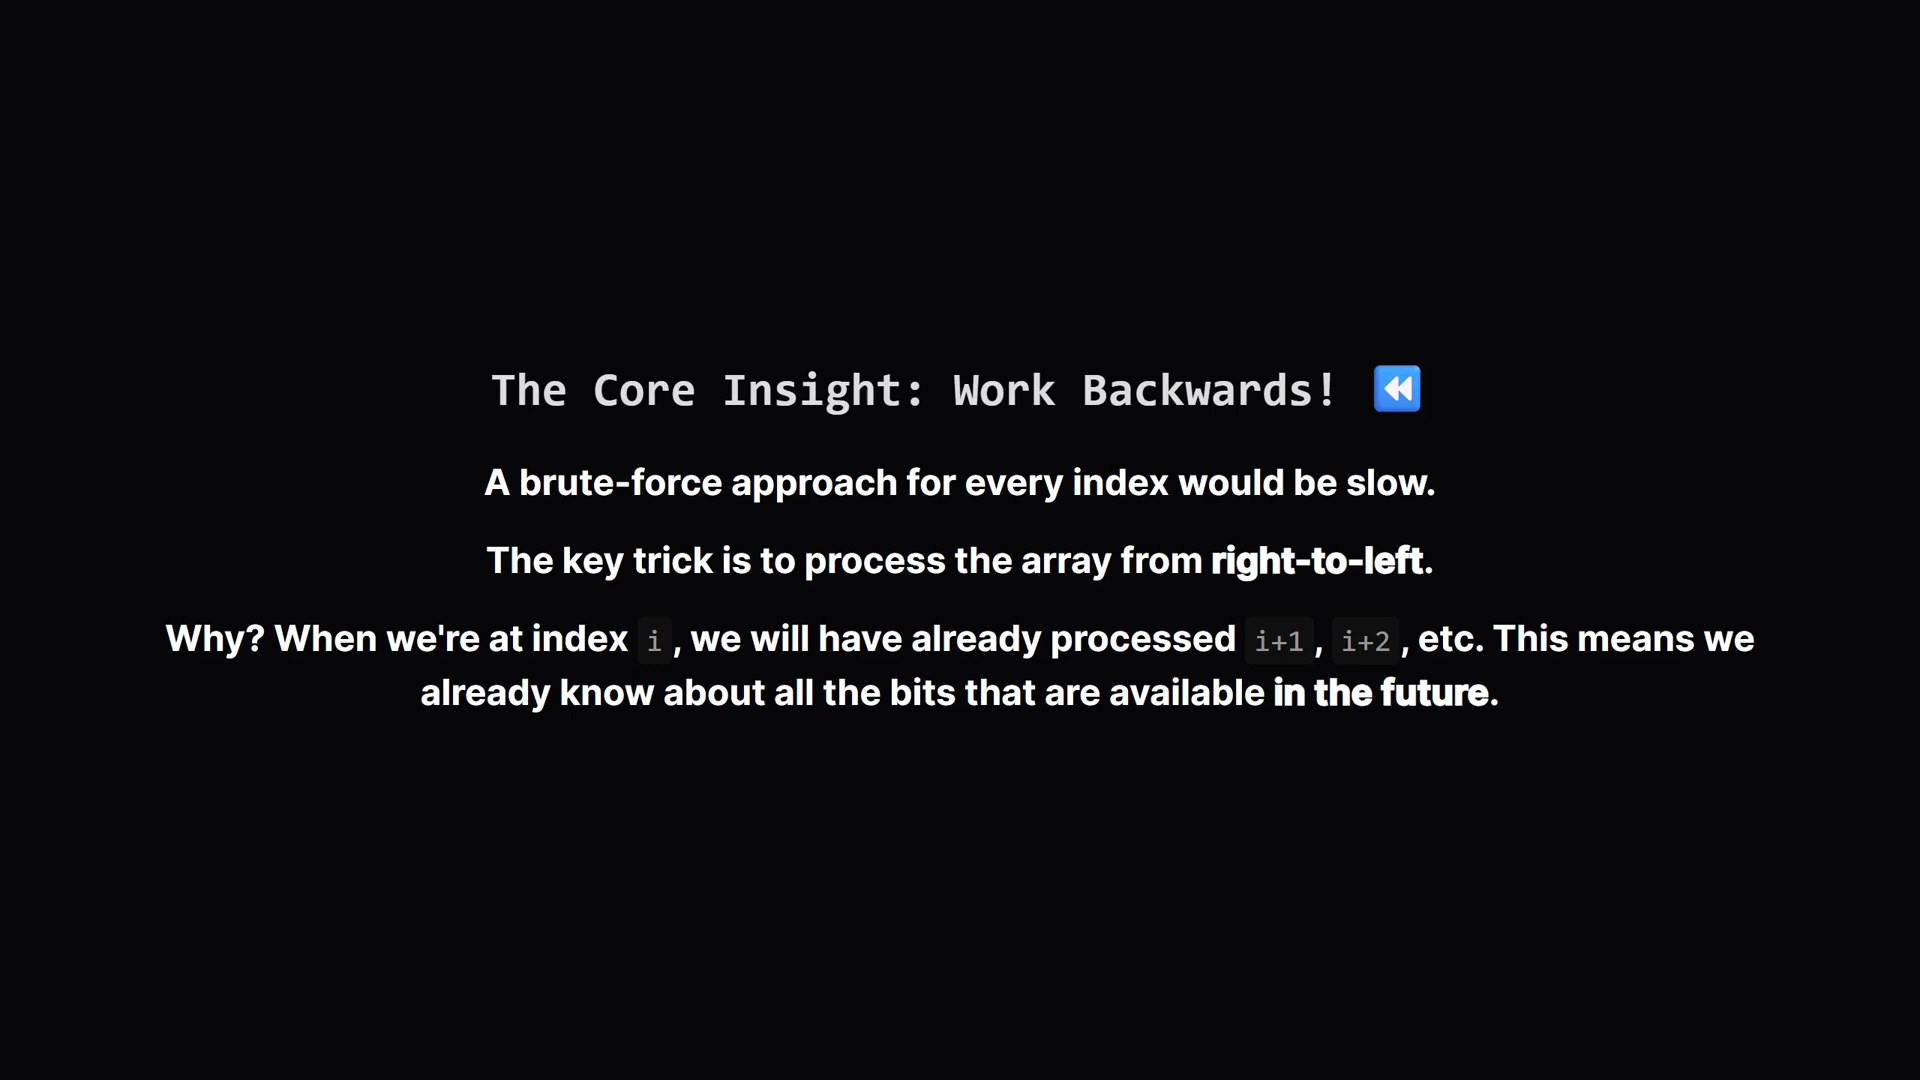 The Core Insight: Work Backwards! ⏪
A brute-force approach for every index would be slow.
The key trick is to process the array from right-to-left.
Why? When we're at index i, we will have already processed i+1, i+2, etc. This means we
already know about all the bits that are available in the future.